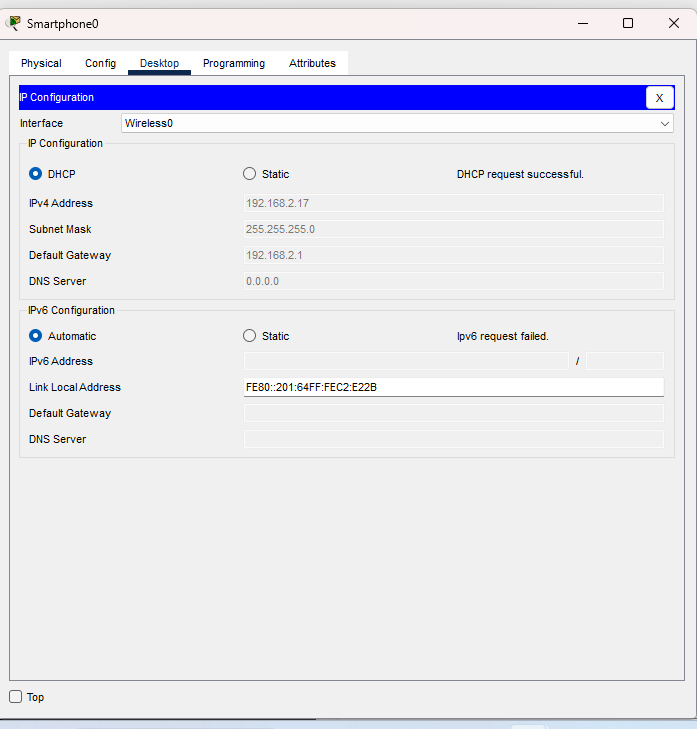 Smartphone0
Physical Config Desktop Programming Attributes
IP Configuration X
Interface Wireless0
IP Configuration
DHCP Static DHCP request successful.
IPv4 Address 192.168.2.17
Subnet Mask 255.255.255.0
Default Gateway 192.168.2.1
DNS Server 0.0.0.0
IPv6 Configuration
Automatic Static Ipv6 request failed.
IPv6 Address /
Link Local Address FE80::201:64FF:FEC2:E22B
Default Gateway
DNS Server
Top